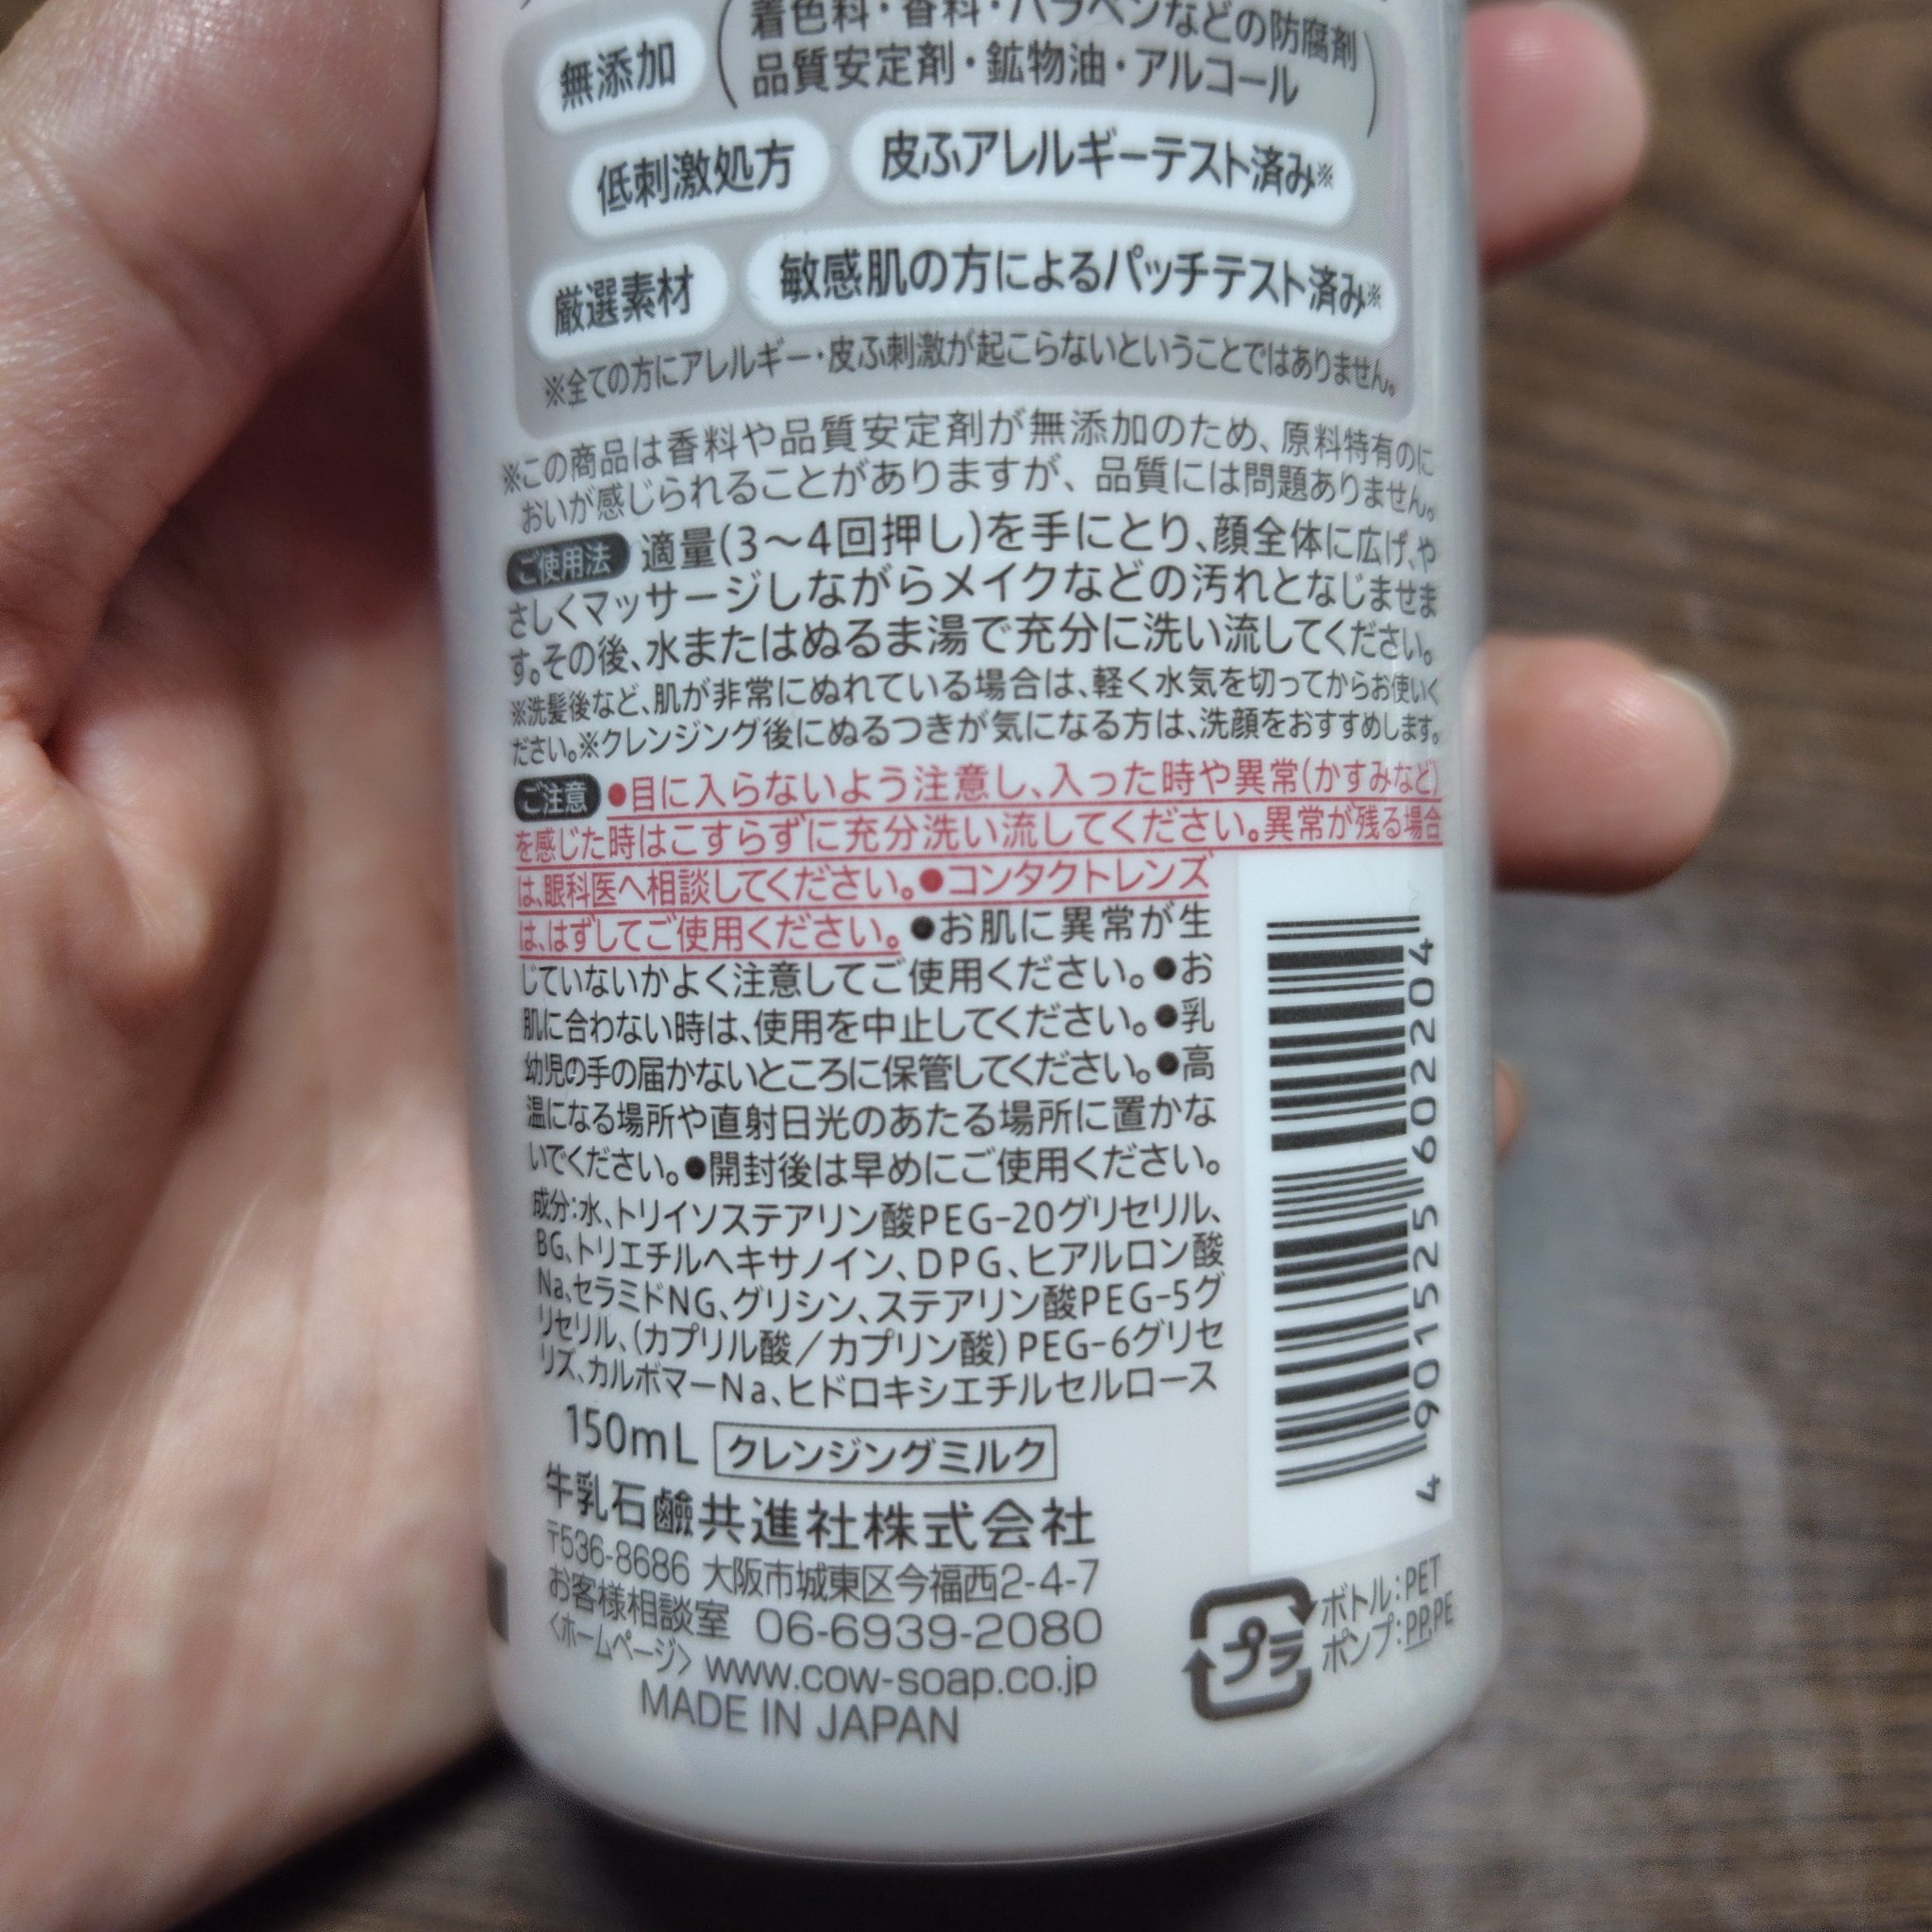 無添加
着色料・香料・パラベンなどの防腐剤
品質安定剤・鉱物油・アルコール
低刺激処方 皮ふアレルギーテスト済み※
厳選素材 敏感肌の方によるパッチテスト済み※
※全ての方にアレルギー・皮ふ刺激が起こらないということではありません。
※この商品は香料や品質安定剤が無添加のため、原料特有のに
おいが感じられることがありますが、品質には問題ありません。
ご使用法 適量(3〜4回押し)を手にとり、顔全体に広げ、や
さしくマッサージしながらメイクなどの汚れとなじませま
す。その後、水またはぬるま湯で充分に洗い流してください。
※洗髪後など、肌が非常にぬれている場合は、軽く水気を切ってからお使いく
ださい。※クレンジング後にぬるつきが気になる方は、洗顔をおすすめします。
ご注意 ●目に入らないよう注意し、入った時や異常(かすみなど)
を感じた時はこすらずに充分洗い流してください。異常が残る場合
は、眼科医へ相談してください。●コンタクトレンズ
は、はずしてご使用ください。●お肌に異常が生
じていないかよく注意してご使用ください。●お
肌に合わない時は、使用を中止してください。●乳
幼児の手の届かないところに保管してください。●高
温になる場所や直射日光のあたる場所に置かな
いでください。●開封後は早めにご使用ください。
成分：水、トリイソステアリン酸PEG-20グリセリル、
BG、トリエチルヘキサノイン、DPG、ヒアルロン酸
Na、セラミドNG、グリシン、ステアリン酸PEG-5グ
リセリル、(カプリル酸／カプリン酸)PEG-6グリセ
リズ、カルボマーNa、ヒドロキシエチルセルロース
150mL クレンジングミルク
牛乳石鹼共進社株式会社
〒536-8686 大阪市城東区今福西2-4-7
お客様相談室 06-6939-2080
〈ホームページ〉www.cow-soap.co.jp
MADE IN JAPAN
4 901525 602204
プラ
ボトル：PET
ポンプ：PP,PE